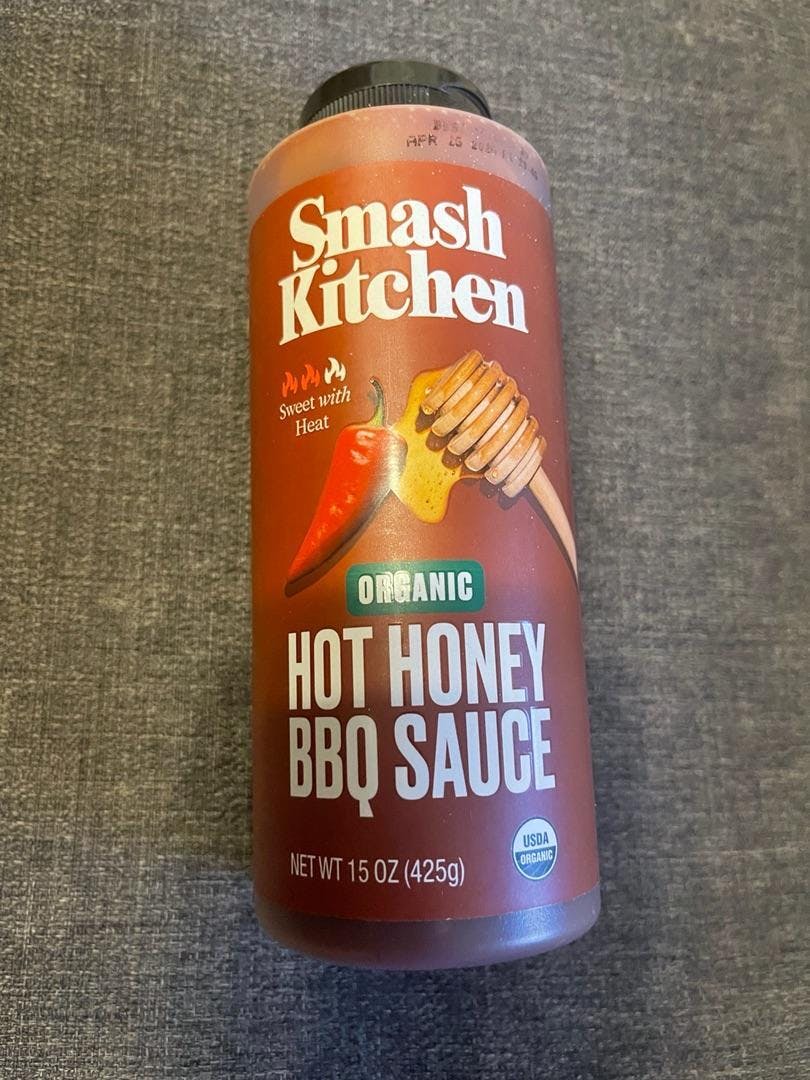 APR
Smash
Kitchen
Sweet with
Heat
ORGANIC
HOT HONEY
BBQ SAUCE
NET WT 15 OZ (425g)
USDA
ORGANIC